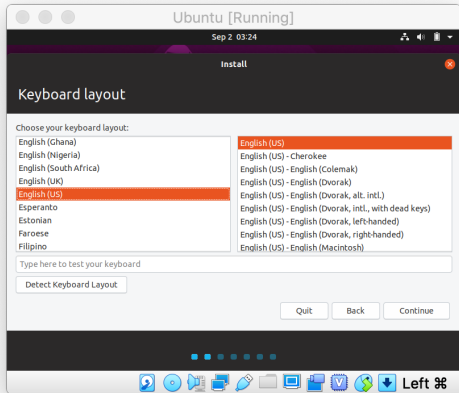 Ubuntu [Running]
Sep 2 03:24
Install
Keyboard layout
Choose your keyboard layout:
English (Ghana)
English (Nigeria)
English (South Africa)
English (UK)
English (US)
Esperanto
Estonian
Faroese
Filipino
English (US)
English (US) - Cherokee
English (US) - English (Colemak)
English (US) - English (Dvorak)
English (US) - English (Dvorak, alt. intl.)
English (US) - English (Dvorak, intl., with dead keys)
English (US) - English (Dvorak, left-handed)
English (US) - English (Dvorak, right-handed)
English (US) - English (Macintosh)
Type here to test your keyboard
Detect Keyboard Layout
Quit Back Continue
Left ⌘